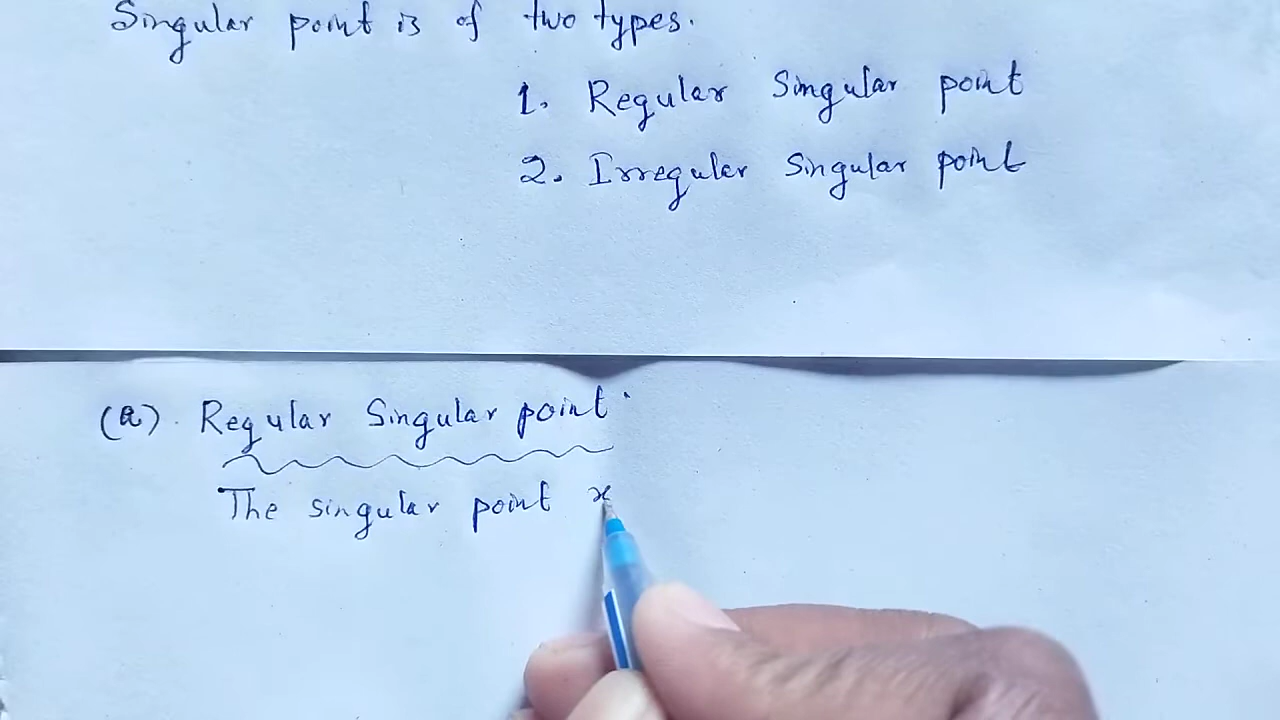 Singular point is of two types.
1. Regular Singular point
2. Irregular Singular point
(a). Regular Singular point.
The singular point x